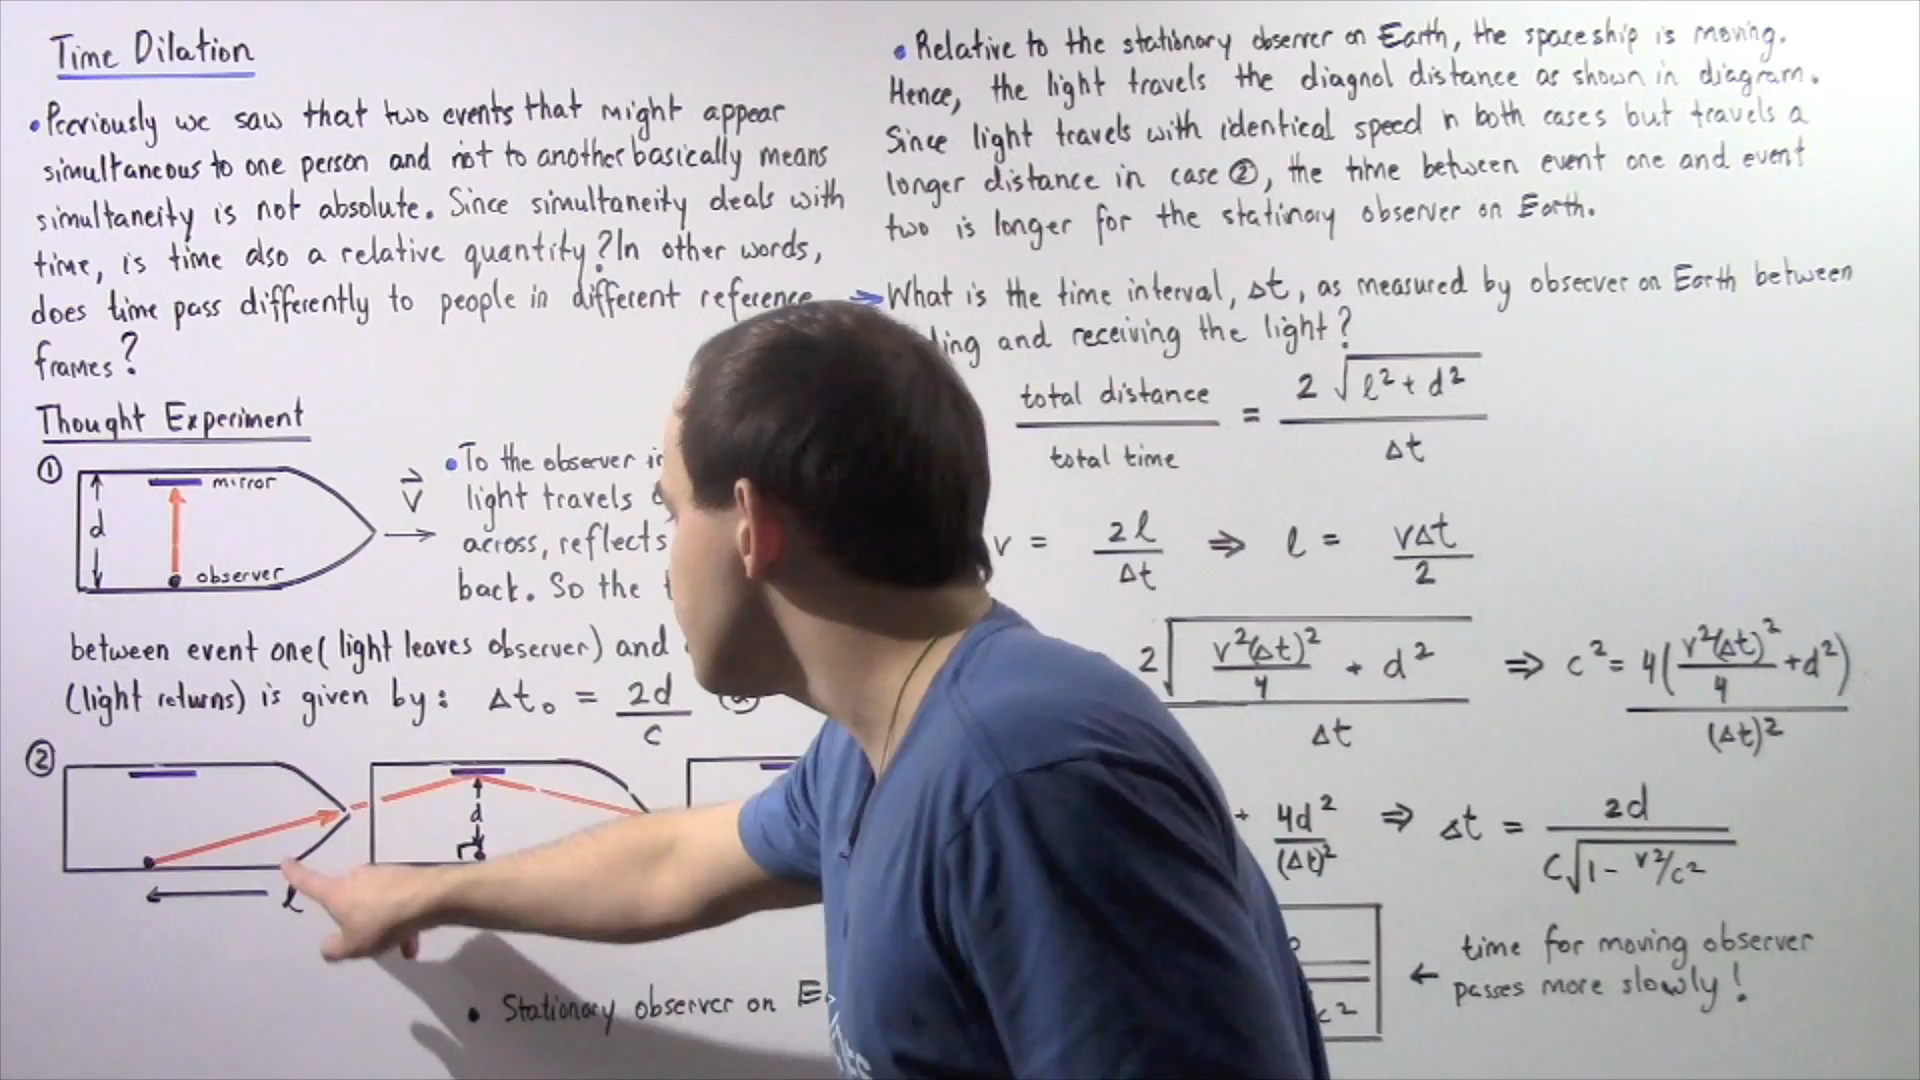 Time Dilation
• Previously we saw that two events that might appear
simultaneous to one person and not to another basically means
simultaneity is not absolute. Since simultaneity deals with
time, is time also a relative quantity? In other words,
does time pass differently to people in different reference
frames?
Thought Experiment
①
mirror
d
observer
v
• To the observer
light travels
across, reflects
back. So the
between event one (light leaves observer) and
(light returns) is given by: Δt₀ = 2d/c
②
d
l
• Stationary observer on
• Relative to the stationary observer on Earth, the spaceship is moving.
Hence, the light travels the diagnol distance as shown in diagram.
Since light travels with identical speed n both cases but travels a
longer distance in case ②, the time between event one and event
two is longer for the stationary observer on Earth.
⇒ What is the time interval, Δt, as measured by observer on Earth between
and receiving the light?
total distance / total time = 2√(l² + d²) / Δt
v = 2l/Δt ⇒ l = vΔt/2
2√(v²(Δt)²/4 + d²) / Δt ⇒ c² = 4(v²(Δt)²/4 + d²) / (Δt)²
+ 4d²/(Δt)² ⇒ Δt = 2d / c√(1 - v²/c²)
c²
← time for moving observer
passes more slowly!